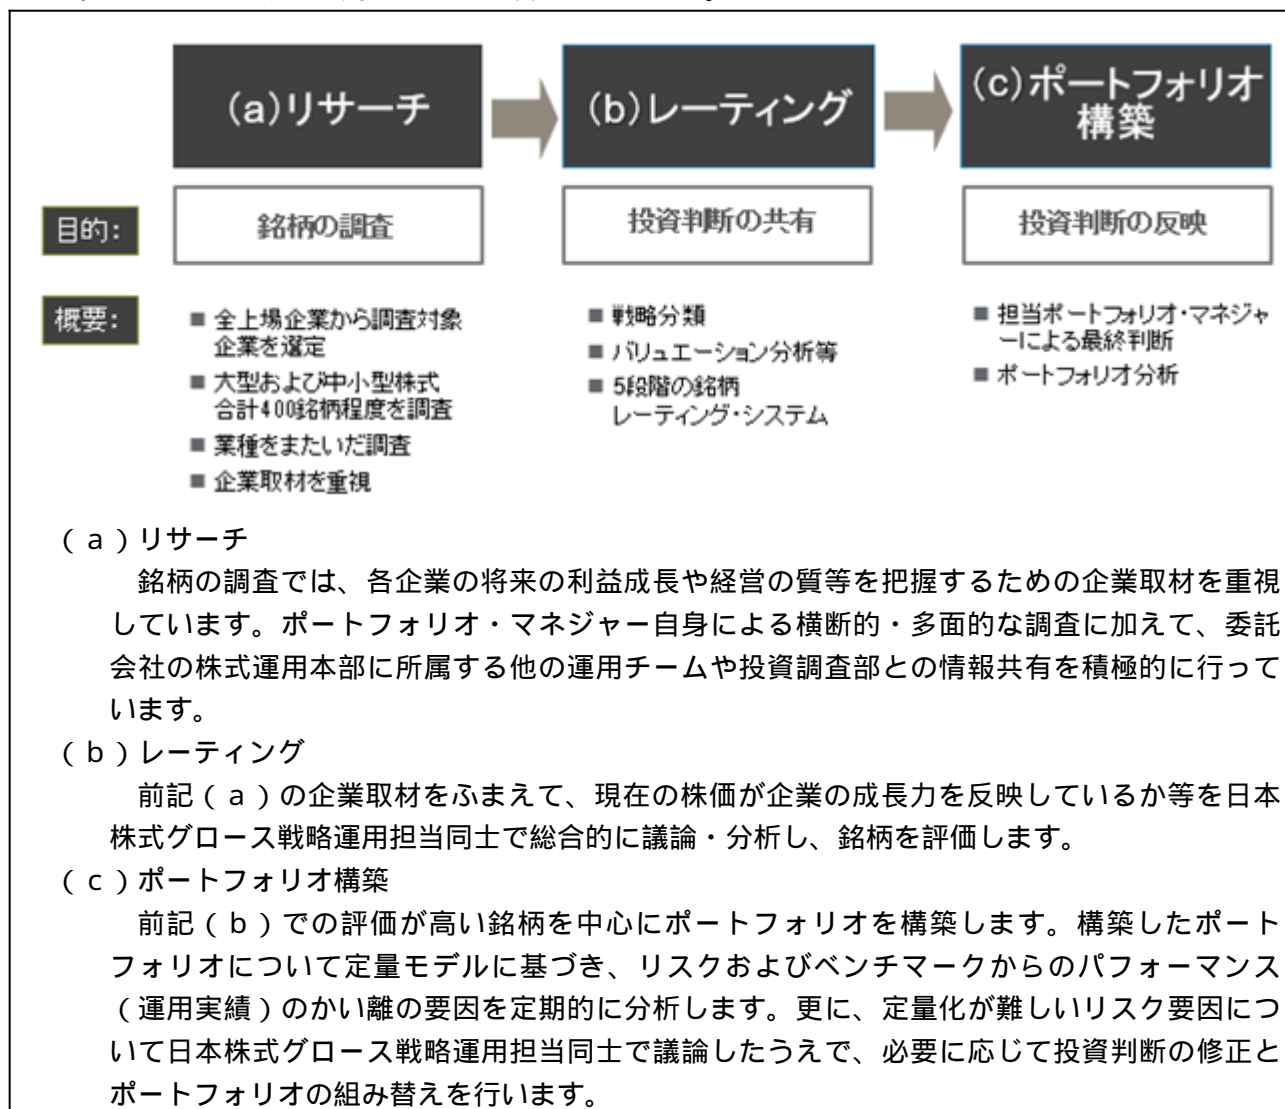 (a)リサーチ
(b)レーティング
(c)ポートフォリオ
構築
目的:
銘柄の調査
投資判断の共有
投資判断の反映
概要:
■ 全上場企業から調査対象
企業を選定
■ 大型および中小型株式
合計400銘柄程度を調査
■ 業種をまたいだ調査
■ 企業取材を重視
■ 戦略分類
■ バリュエーション分析等
■ 5段階の銘柄
レーティング・システム
■ 担当ポートフォリオ・マネジャ
ーによる最終判断
■ ポートフォリオ分析
(a)リサーチ
銘柄の調査では、各企業の将来の利益成長や経営の質等を把握するための企業取材を重視
しています。ポートフォリオ・マネジャー自身による横断的・多面的な調査に加えて、委託
会社の株式運用本部に所属する他の運用チームや投資調査部との情報共有を積極的に行って
います。
(b)レーティング
前記(a)の企業取材をふまえて、現在の株価が企業の成長力を反映しているか等を日本
株式グロース戦略運用担当同士で総合的に議論・分析し、銘柄を評価します。
(c)ポートフォリオ構築
前記(b)での評価が高い銘柄を中心にポートフォリオを構築します。構築したポート
フォリオについて定量モデルに基づき、リスクおよびベンチマークからのパフォーマンス
(運用実績)のかい離の要因を定期的に分析します。更に、定量化が難しいリスク要因につ
いて日本株式グロース戦略運用担当同士で議論したうえで、必要に応じて投資判断の修正と
ポートフォリオの組み替えを行います。